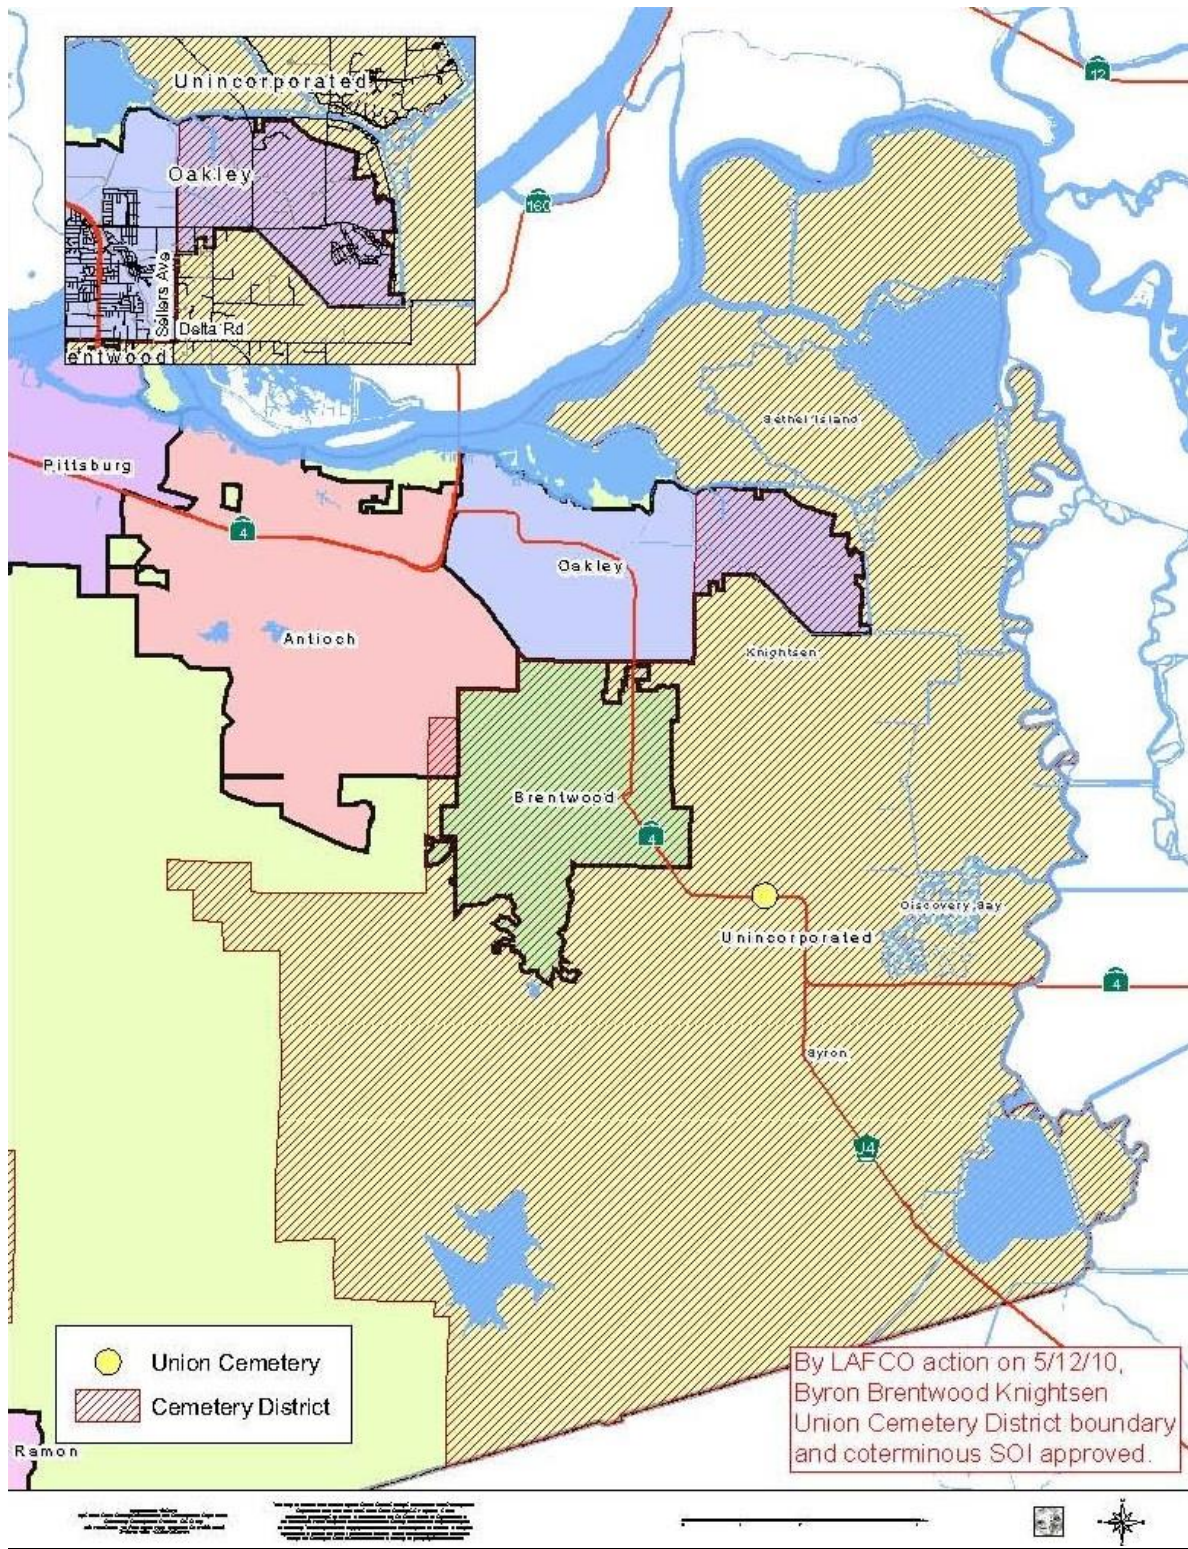 Unincorporated
Oakley
Sellers Ave
Delta Rd
entwood
12
160
Bethel Island
Pittsburg
4
Oakley
Antioch
Knightsen
Brentwood
4
Discovery Bay
Unincorporated
4
Byron
J4
Union Cemetery
Cemetery District
By LAFCO action on 5/12/10,
Byron Brentwood Knightsen
Union Cemetery District boundary
and coterminous SOI approved.
Ramon